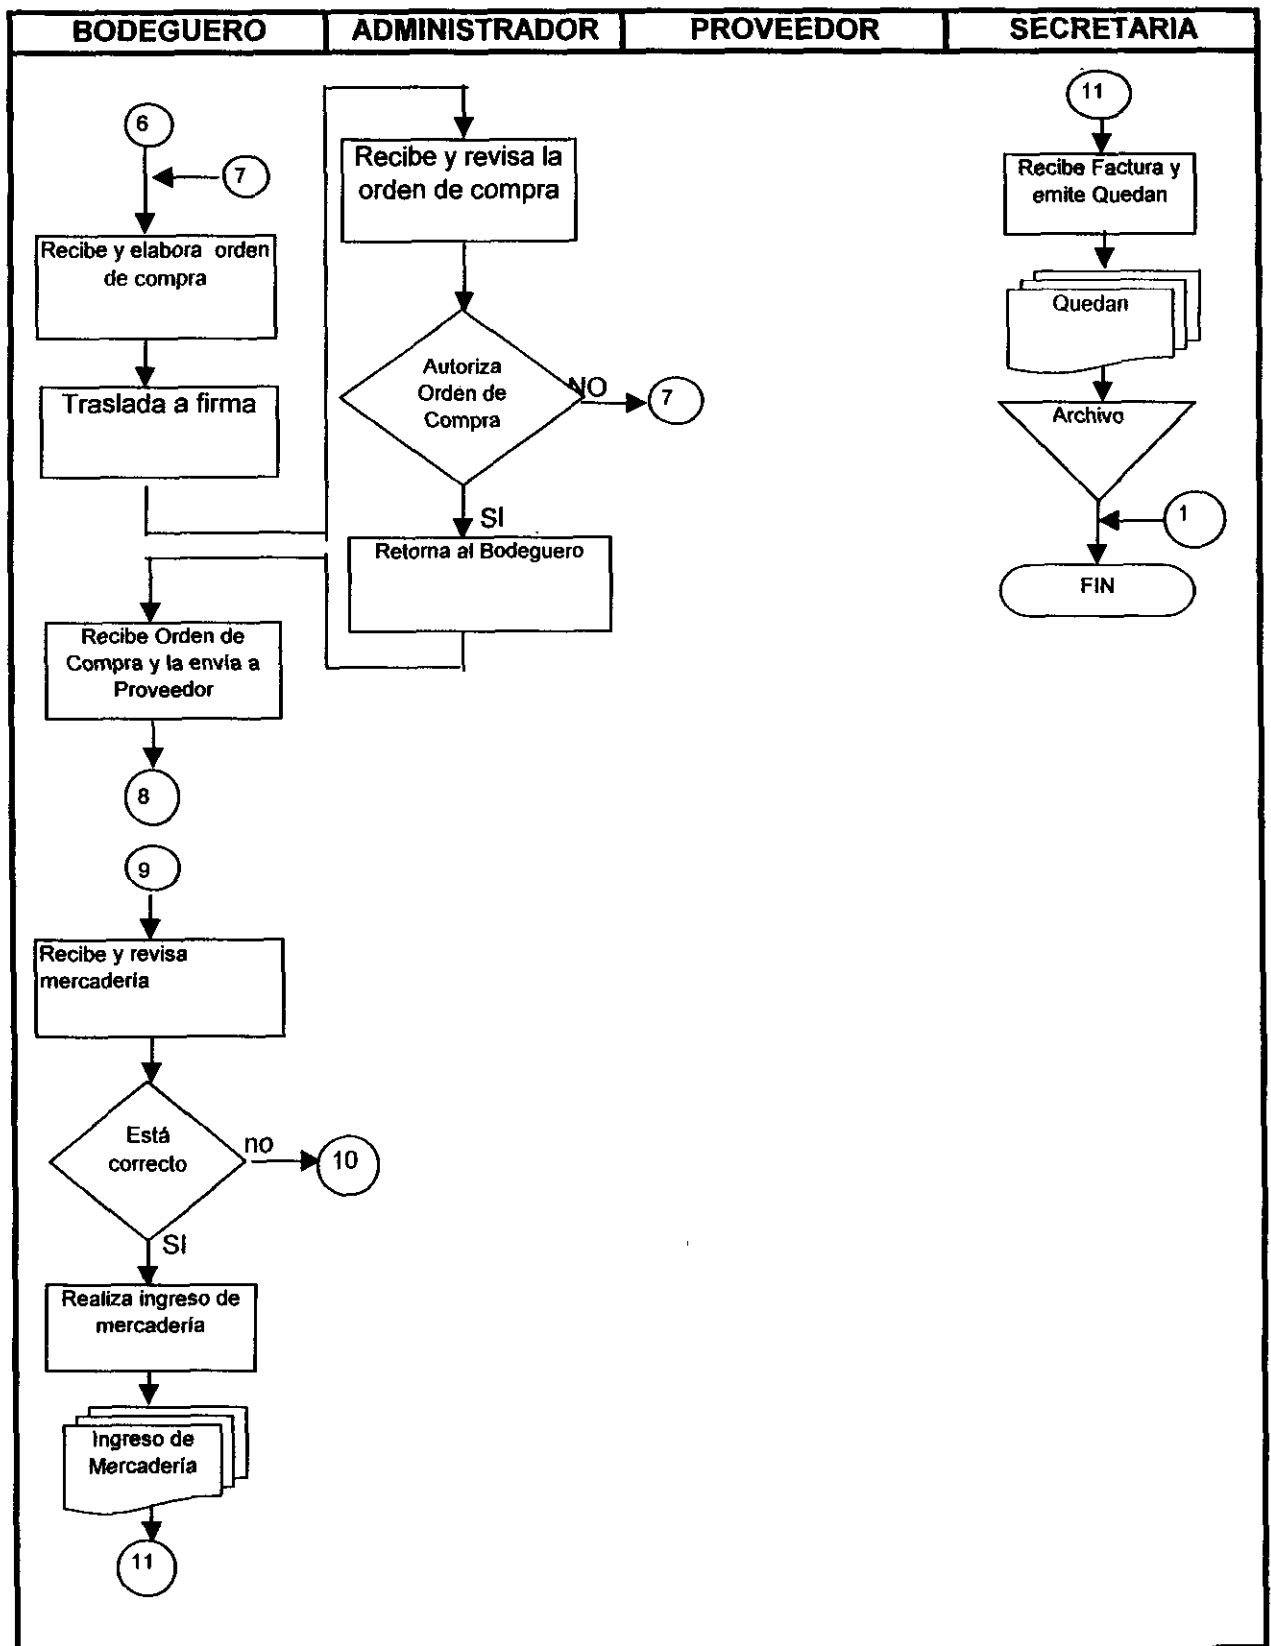 BODEGUERO
ADMINISTRADOR
PROVEEDOR
SECRETARIA
6
7
Recibe y elabora orden
de compra
Traslada a firma
Recibe Orden de
Compra y la envía a
Proveedor
8
9
Recibe y revisa
mercadería
Está
correcto
no
10
SI
Realiza ingreso de
mercadería
Ingreso de
Mercadería
11
Recibe y revisa la
orden de compra
Autoriza
Orden de
Compra
NO
7
SI
Retorna al Bodeguero
11
Recibe Factura y
emite Quedan
Quedan
Archivo
1
FIN